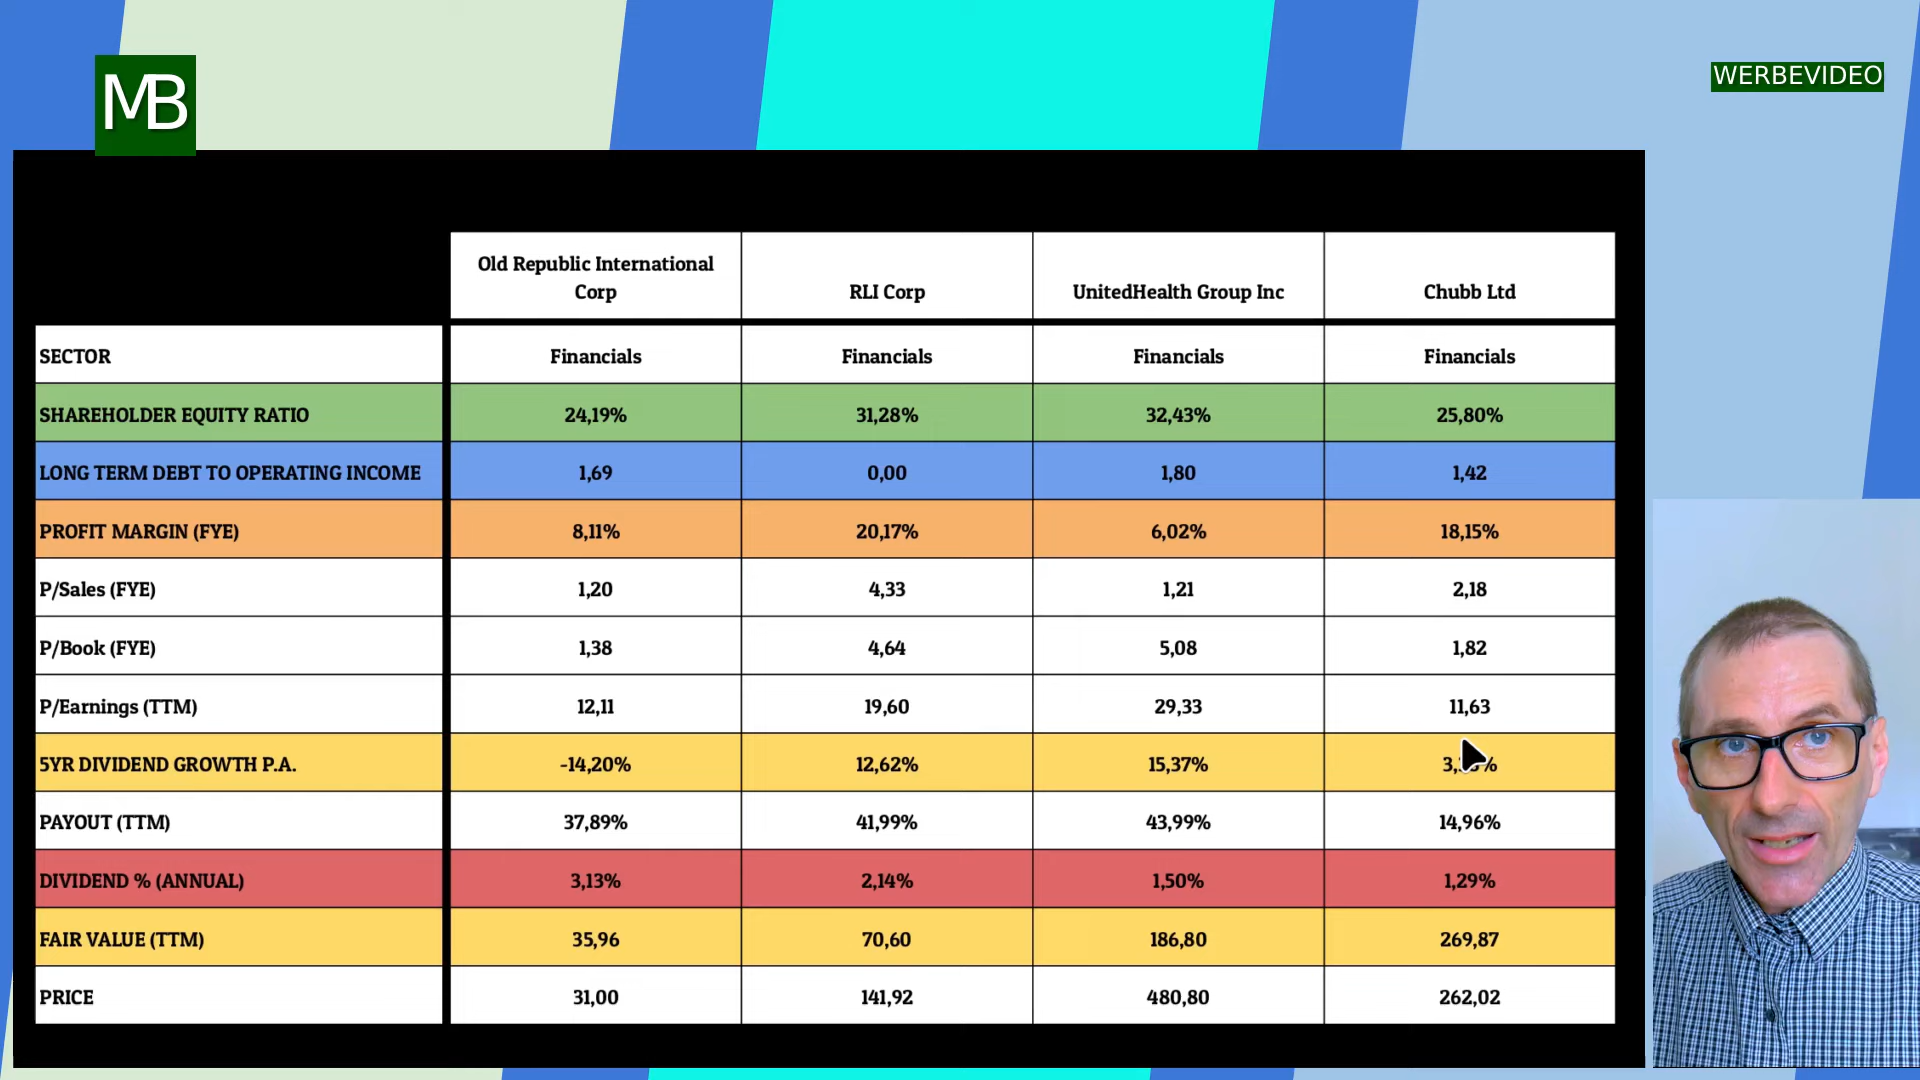 MB
WERBEVIDEO
Old Republic International
Corp
RLI Corp
UnitedHealth Group Inc
Chubb Ltd
SECTOR Financials Financials Financials Financials
SHAREHOLDER EQUITY RATIO 24,19% 31,28% 32,43% 25,80%
LONG TERM DEBT TO OPERATING INCOME 1,69 0,00 1,80 1,42
PROFIT MARGIN (FYE) 8,11% 20,17% 6,02% 18,15%
P/Sales (FYE) 1,20 4,33 1,21 2,18
P/Book (FYE) 1,38 4,64 5,08 1,82
P/Earnings (TTM) 12,11 19,60 29,33 11,63
5YR DIVIDEND GROWTH P.A. -14,20% 12,62% 15,37%
PAYOUT (TTM) 37,89% 41,99% 43,99% 14,96%
DIVIDEND % (ANNUAL) 3,13% 2,14% 1,50% 1,29%
FAIR VALUE (TTM) 35,96 70,60 186,80 269,87
PRICE 31,00 141,92 480,80 262,02